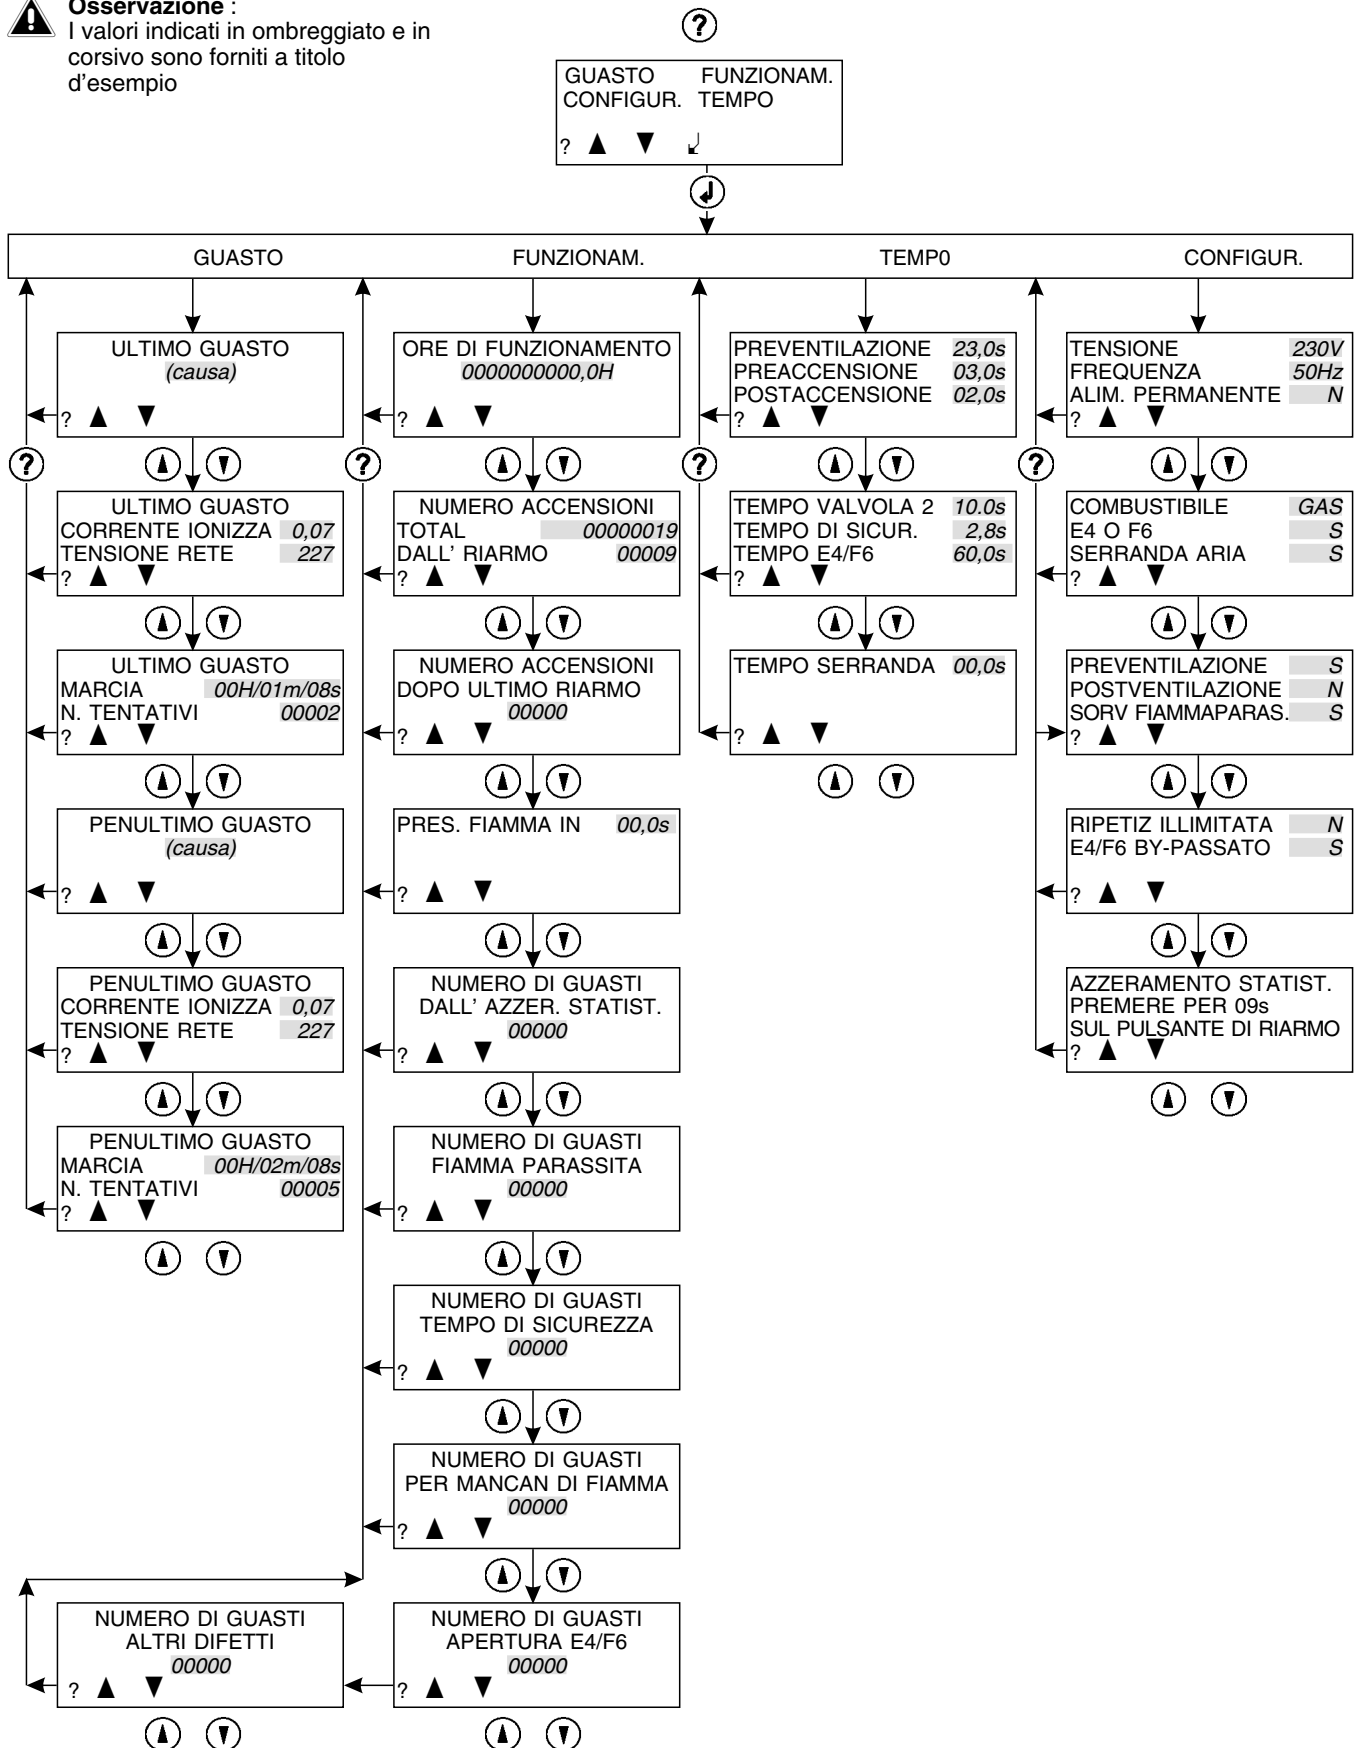 Osservazione :
I valori indicati in ombreggiato e in
corsivo sono forniti a titolo
d'esempio
?
GUASTO FUNZIONAM.
CONFIGUR. TEMPO
? ▲ ▼ ↲
GUASTO FUNZIONAM. TEMP0 CONFIGUR.
ULTIMO GUASTO
(causa)
? ▲ ▼
?
ULTIMO GUASTO
CORRENTE IONIZZA 0,07
TENSIONE RETE 227
? ▲ ▼
ULTIMO GUASTO
MARCIA 00H/01m/08s
N. TENTATIVI 00002
? ▲ ▼
PENULTIMO GUASTO
(causa)
? ▲ ▼
PENULTIMO GUASTO
CORRENTE IONIZZA 0,07
TENSIONE RETE 227
? ▲ ▼
PENULTIMO GUASTO
MARCIA 00H/02m/08s
N. TENTATIVI 00005
? ▲ ▼
ORE DI FUNZIONAMENTO
0000000000,0H
? ▲ ▼
?
NUMERO ACCENSIONI
TOTAL 00000019
DALL' RIARMO 00009
? ▲ ▼
NUMERO ACCENSIONI
DOPO ULTIMO RIARMO
00000
? ▲ ▼
PRES. FIAMMA IN 00,0s
? ▲ ▼
NUMERO DI GUASTI
DALL' AZZER. STATIST.
00000
? ▲ ▼
NUMERO DI GUASTI
FIAMMA PARASSITA
00000
? ▲ ▼
NUMERO DI GUASTI
TEMPO DI SICUREZZA
00000
? ▲ ▼
NUMERO DI GUASTI
PER MANCAN DI FIAMMA
00000
? ▲ ▼
NUMERO DI GUASTI
APERTURA E4/F6
00000
? ▲ ▼
NUMERO DI GUASTI
ALTRI DIFETTI
00000
? ▲ ▼
PREVENTILAZIONE 23,0s
PREACCENSIONE 03,0s
POSTACCENSIONE 02,0s
? ▲ ▼
?
TEMPO VALVOLA 2 10.0s
TEMPO DI SICUR. 2,8s
TEMPO E4/F6 60,0s
? ▲ ▼
TEMPO SERRANDA 00,0s
? ▲ ▼
TENSIONE 230V
FREQUENZA 50Hz
ALIM. PERMANENTE N
? ▲ ▼
?
COMBUSTIBILE GAS
E4 O F6 S
SERRANDA ARIA S
? ▲ ▼
PREVENTILAZIONE S
POSTVENTILAZIONE N
SORV FIAMMAPARAS. S
? ▲ ▼
RIPETIZ ILLIMITATA N
E4/F6 BY-PASSATO S
? ▲ ▼
AZZERAMENTO STATIST.
PREMERE PER 09s
SUL PULSANTE DI RIARMO
? ▲ ▼